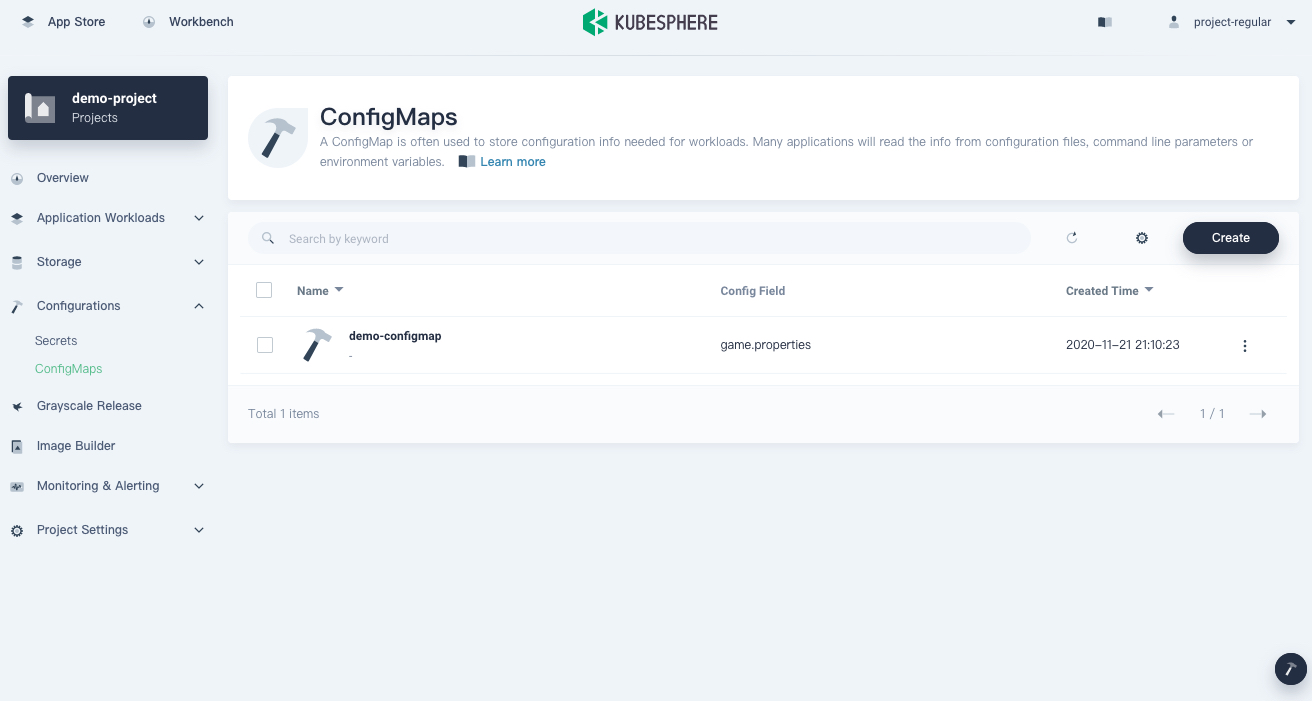 App Store
Workbench
KUBESPHERE
project-regular
demo-project
Projects
Overview
Application Workloads
Storage
Configurations
Secrets
ConfigMaps
Grayscale Release
Image Builder
Monitoring & Alerting
Project Settings
ConfigMaps
A ConfigMap is often used to store configuration info needed for workloads. Many applications will read the info from configuration files, command line parameters or
environment variables. Learn more
Search by keyword
Create
Name Config Field Created Time
demo-configmap
-
game.properties
2020-11-21 21:10:23
Total 1 items
1 / 1